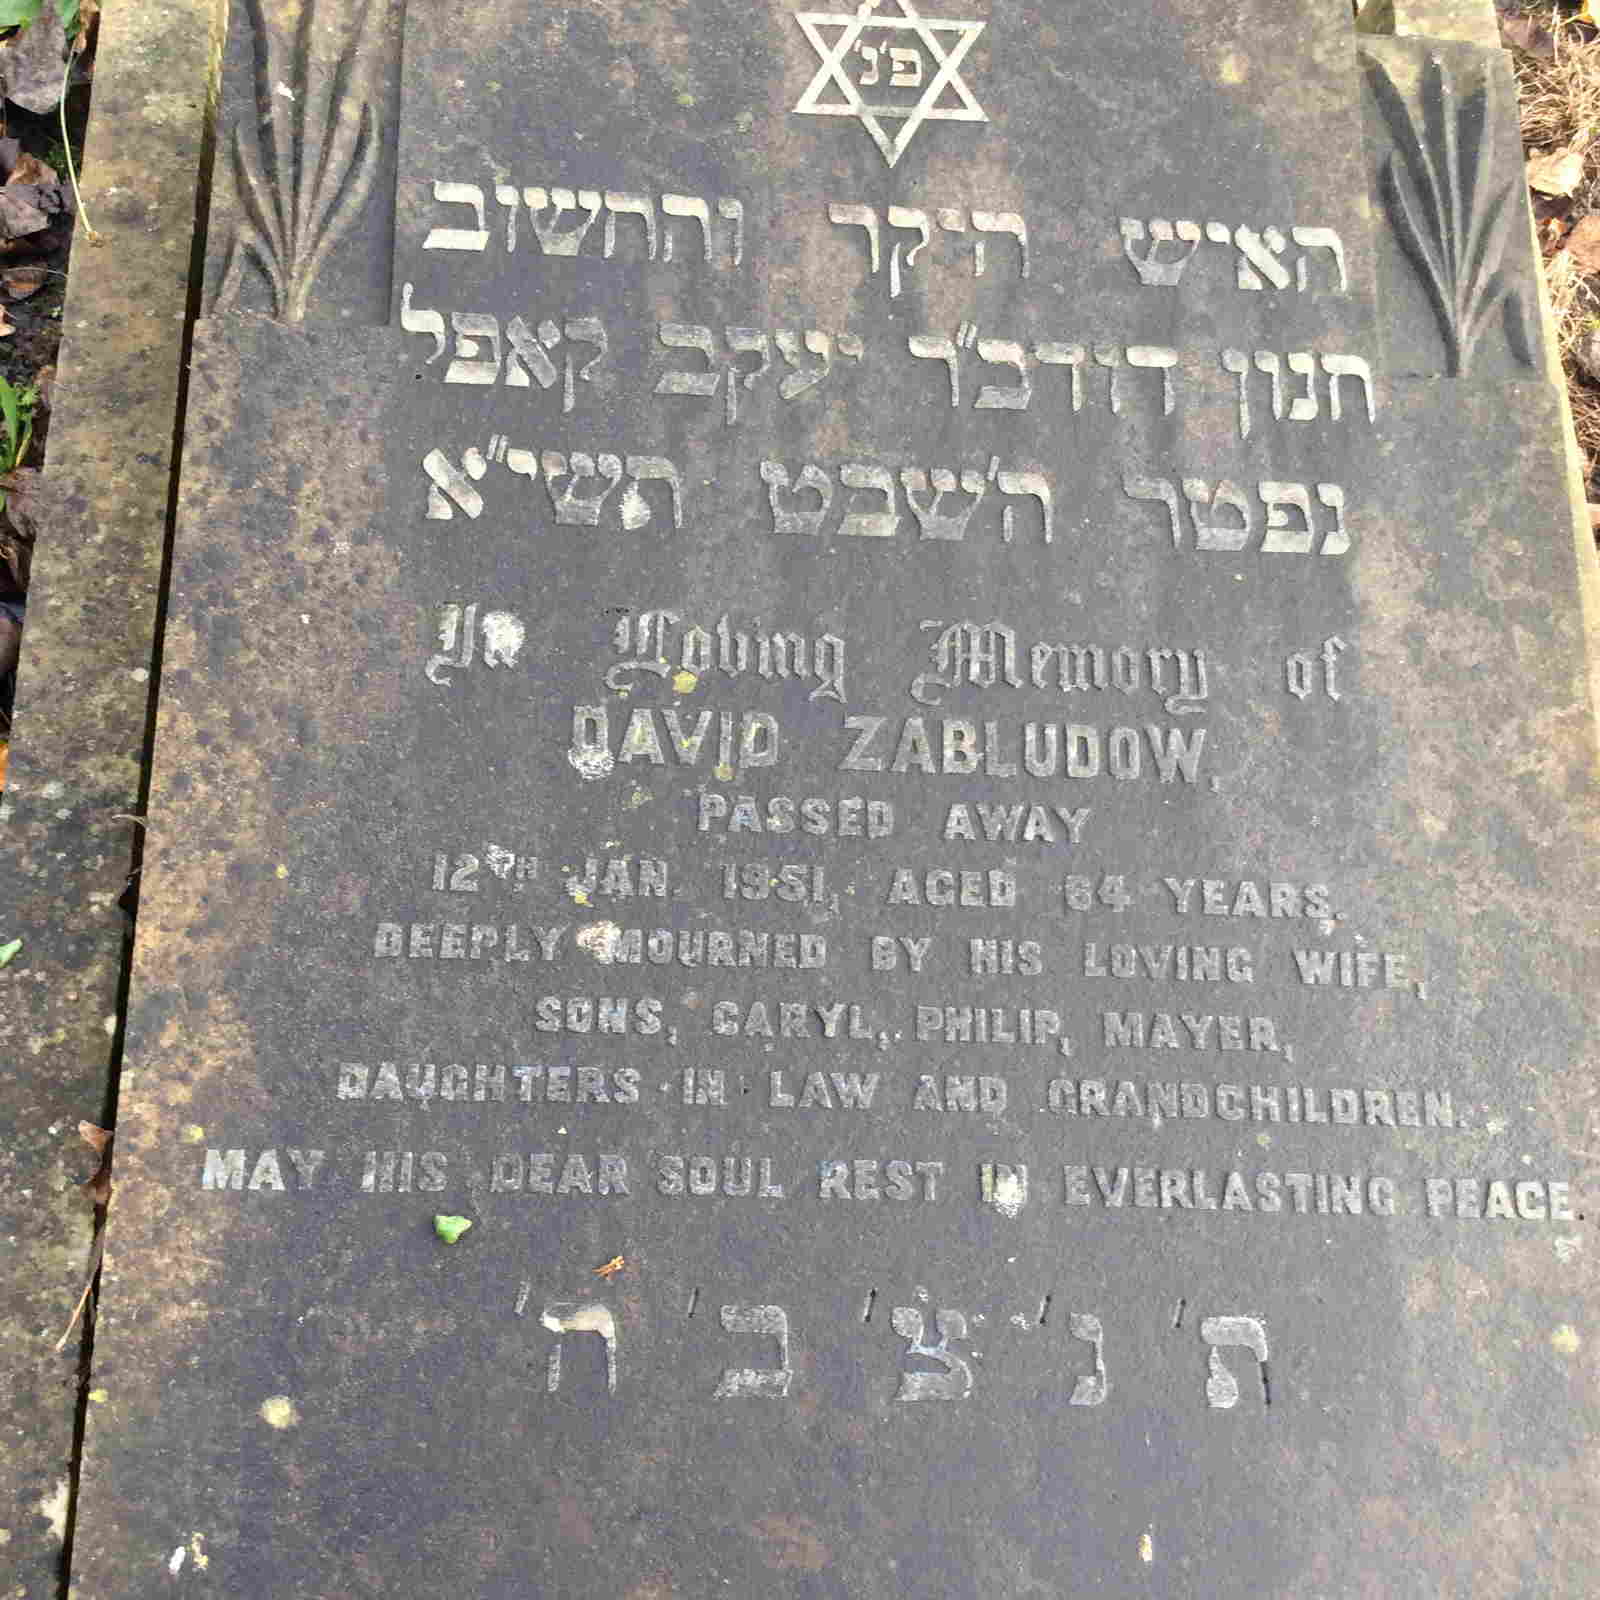 פ'נ'
האיש היקר והחשוב
חנון דוד ב"ר יעקב קאפל
נפטר ה' שבט תשי"א
In Loving Memory of
DAVID ZABLUDOW,
PASSED AWAY
12TH JAN. 1951, AGED 64 YEARS.
DEEPLY MOURNED BY HIS LOVING WIFE,
SONS, CARYL, PHILIP, MAYER,
DAUGHTERS IN LAW AND GRANDCHILDREN.
MAY HIS DEAR SOUL REST IN EVERLASTING PEACE.
ת' נ' צ' ב' ה'